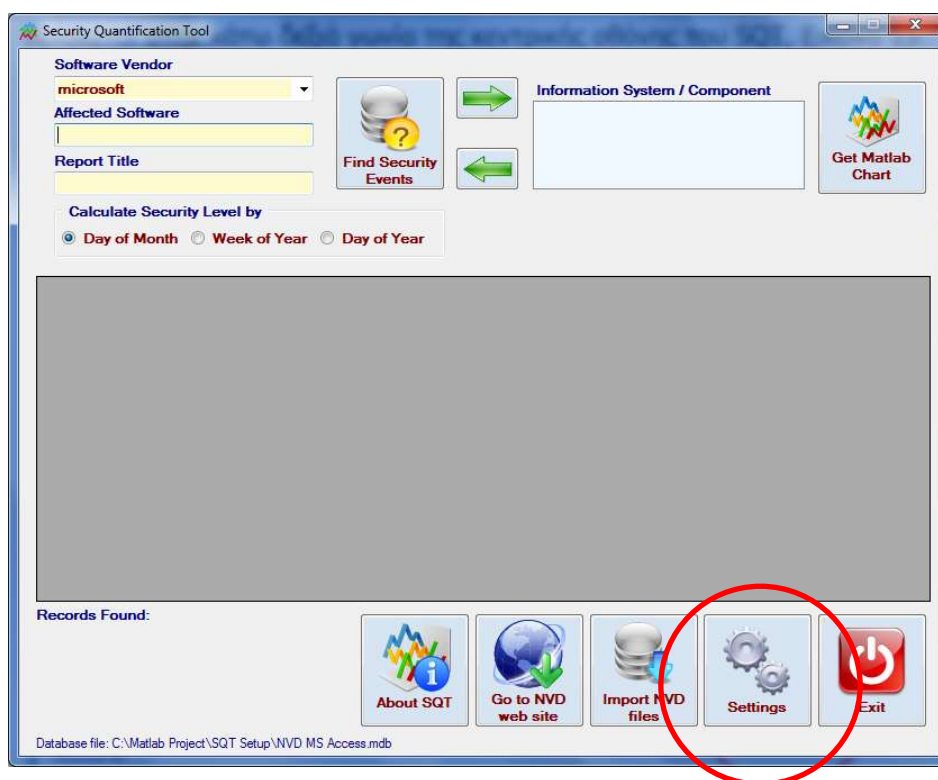 Security Quantification Tool
Software Vendor
microsoft
Affected Software
Report Title
Find Security
Events
Information System / Component
Get Matlab
Chart
Calculate Security Level by
Day of Month Week of Year Day of Year
Records Found:
About SQT
Go to NVD
web site
Import NVD
files
Settings
Exit
Database file: C:\Matlab Project\SQT Setup\NVD MS Access.mdb